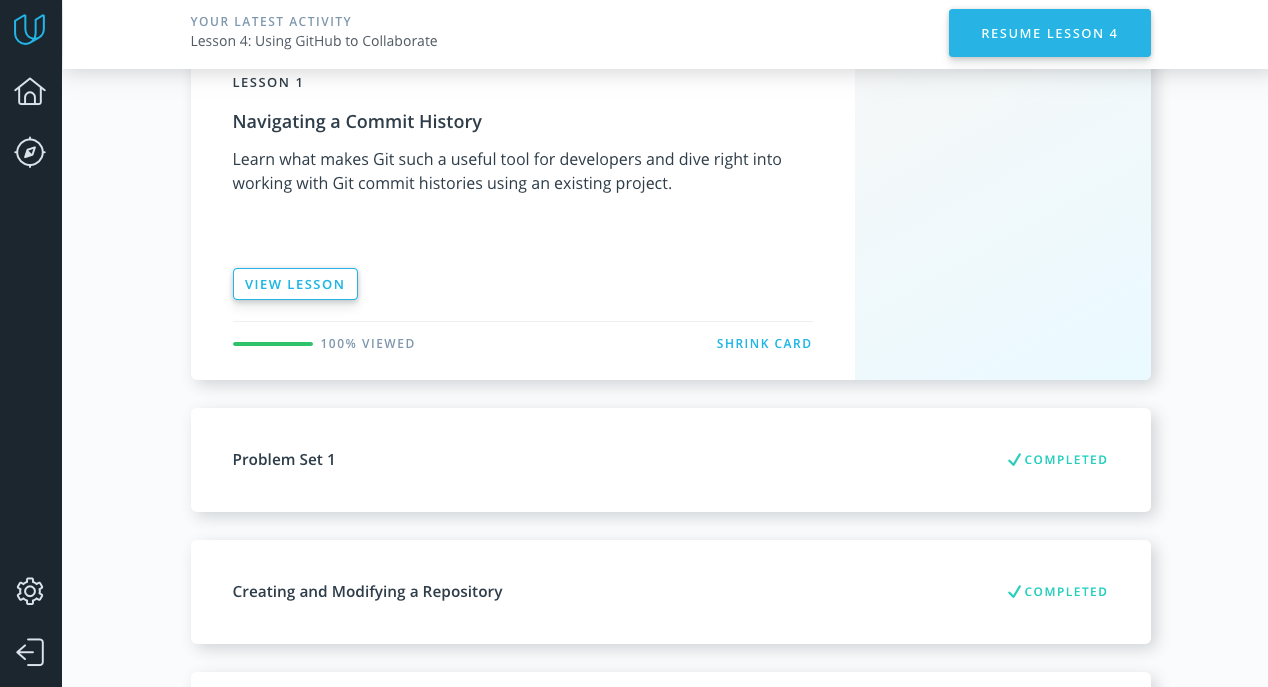 YOUR LATEST ACTIVITY
Lesson 4: Using GitHub to Collaborate
RESUME LESSON 4
LESSON 1
Navigating a Commit History
Learn what makes Git such a useful tool for developers and dive right into
working with Git commit histories using an existing project.
VIEW LESSON
100% VIEWED
SHRINK CARD
Problem Set 1
COMPLETED
Creating and Modifying a Repository
COMPLETED